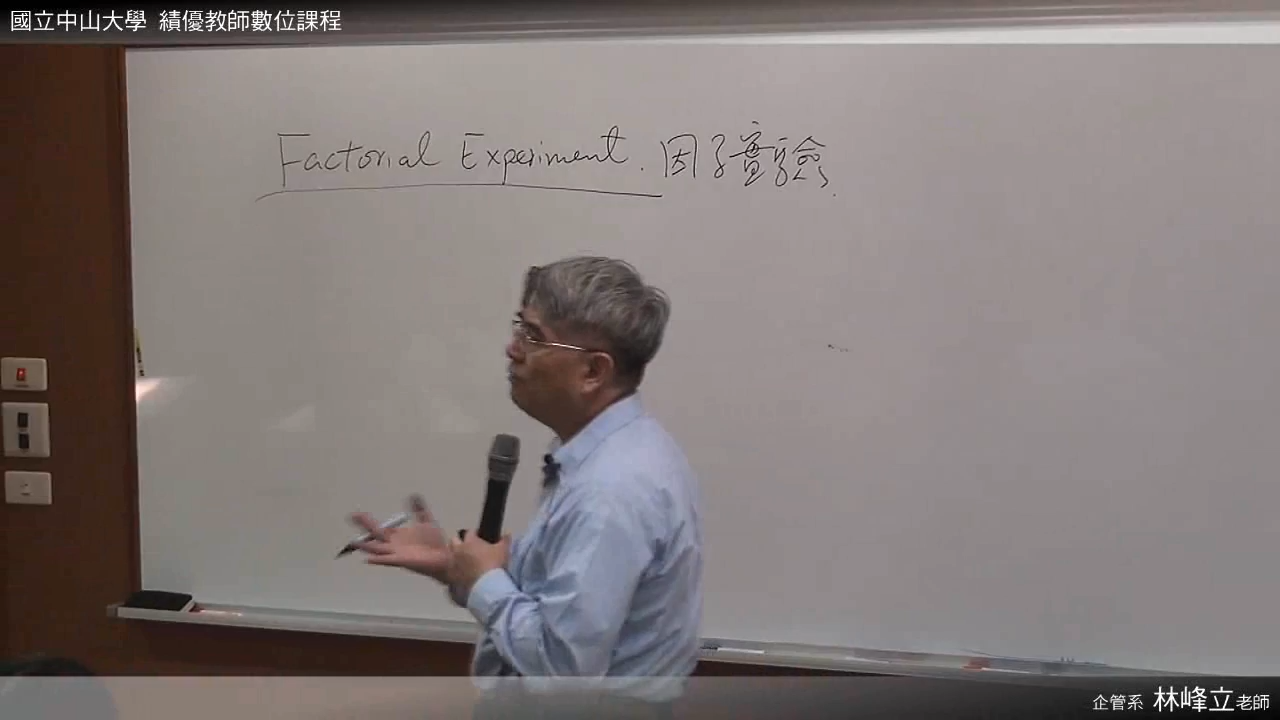 國立中山大學 績優教師數位課程
Factorial Experiment. 因子實驗.
企管系 林峰立老師